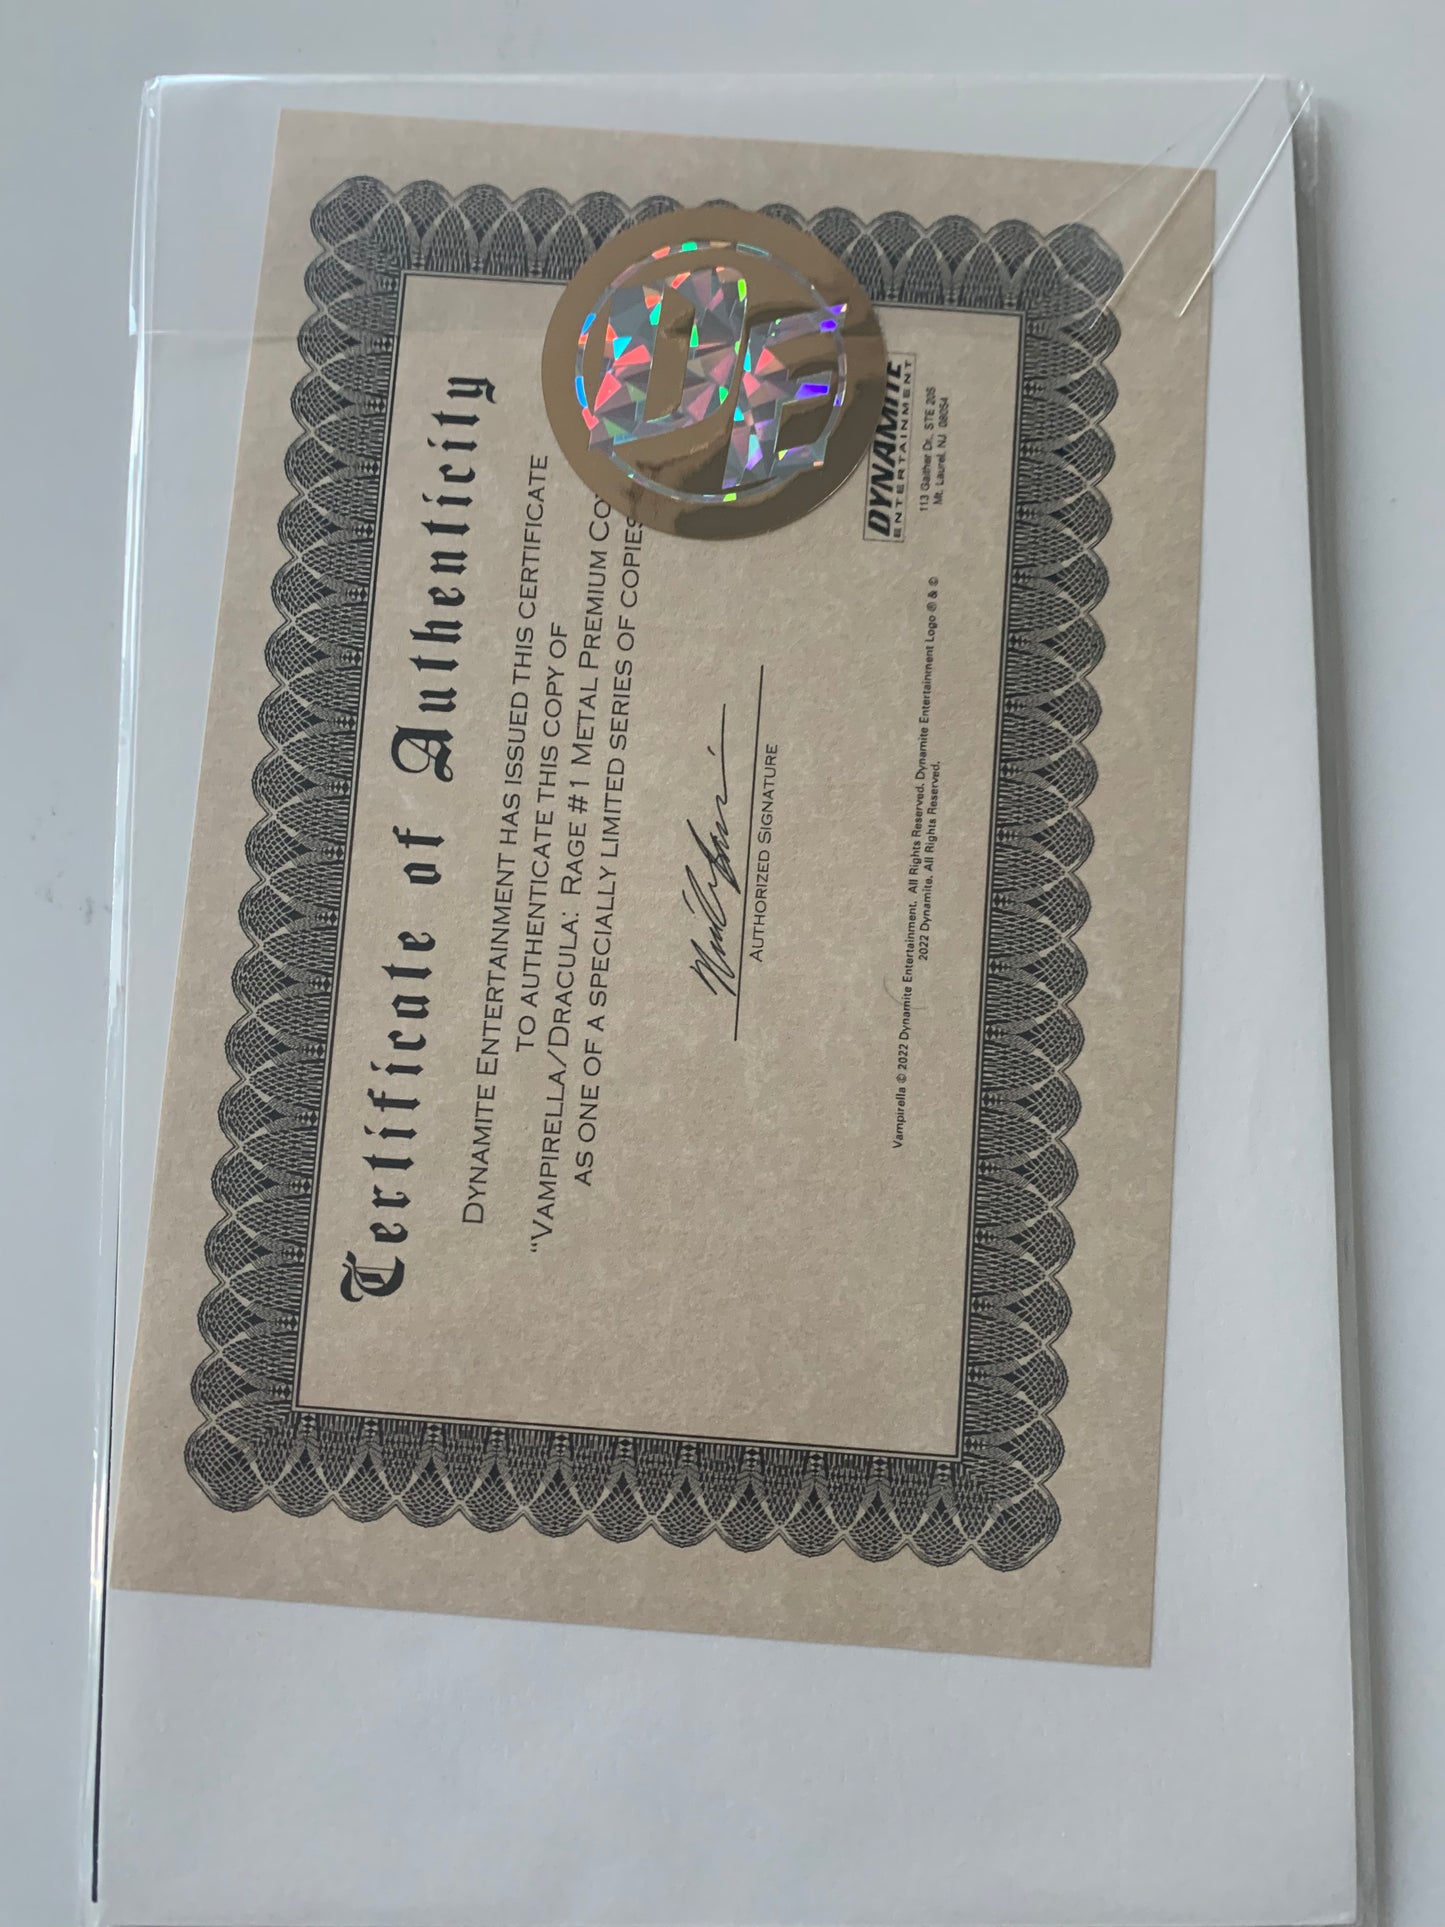 Certificate of Authenticity
DYNAMITE ENTERTAINMENT HAS ISSUED THIS CERTIFICATE
TO AUTHENTICATE THIS COPY OF
“VAMPIRELLA/DRACULA: RAGE #1 METAL PREMIUM CO
AS ONE OF A SPECIALLY LIMITED SERIES OF COPIES
DE
AUTHORIZED SIGNATURE
DYNAMITE
ENTERTAINMENT
113 Gaither Dr., STE 205
Mt. Laurel, NJ 08054
Vampirella © 2022 Dynamite Entertainment. All Rights Reserved. Dynamite, Dynamite Entertainment Logo ® & ©
2022 Dynamite. All Rights Reserved.